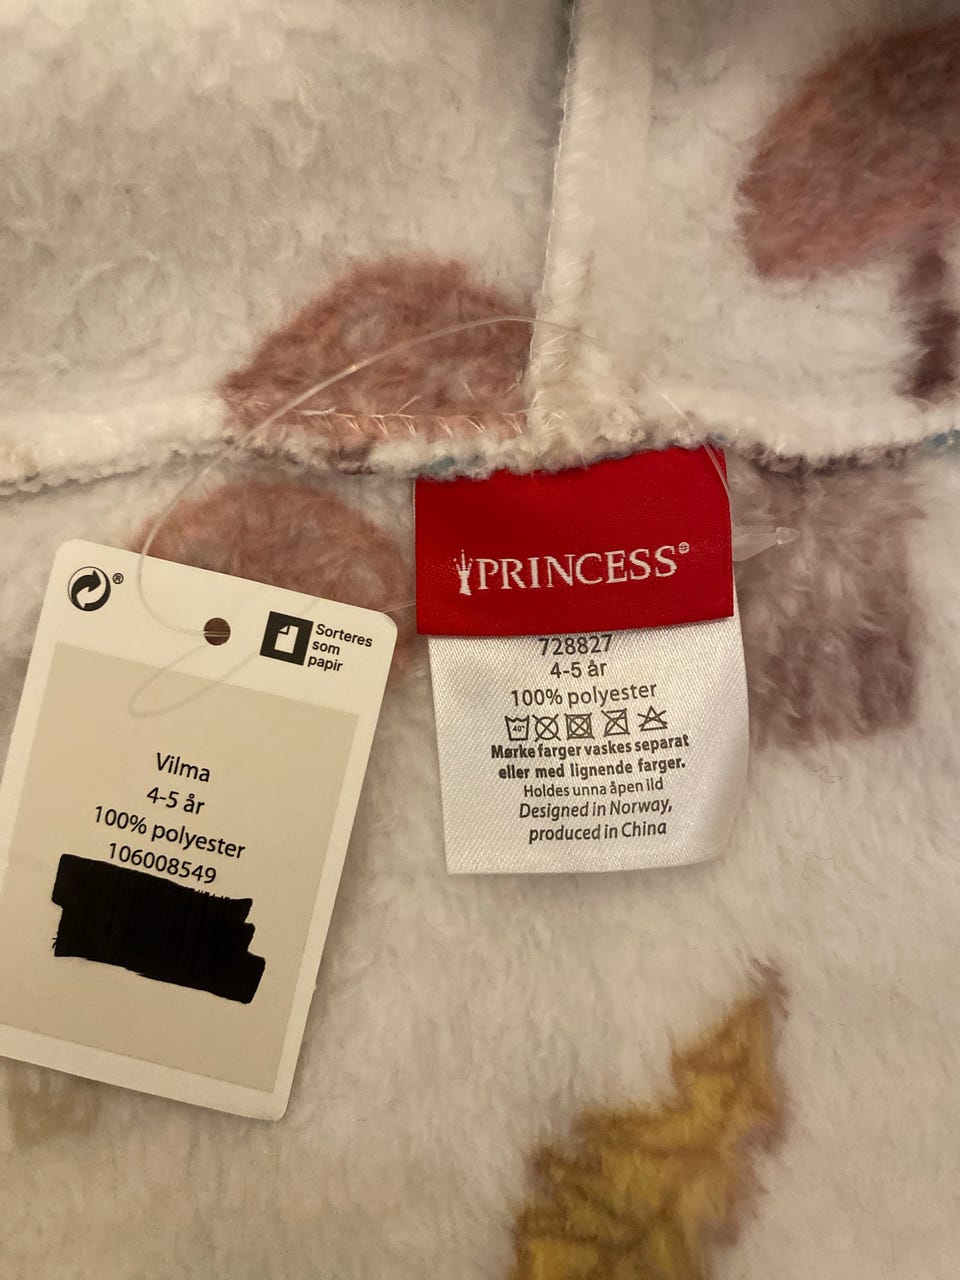 ®
Sorteres
som
papir
Vilma
4-5 år
100% polyester
106008549
PRINCESS®
728827
4-5 år
100% polyester
40°
Mørke farger vaskes separat
eller med lignende farger.
Holdes unna åpen ild
Designed in Norway,
produced in China